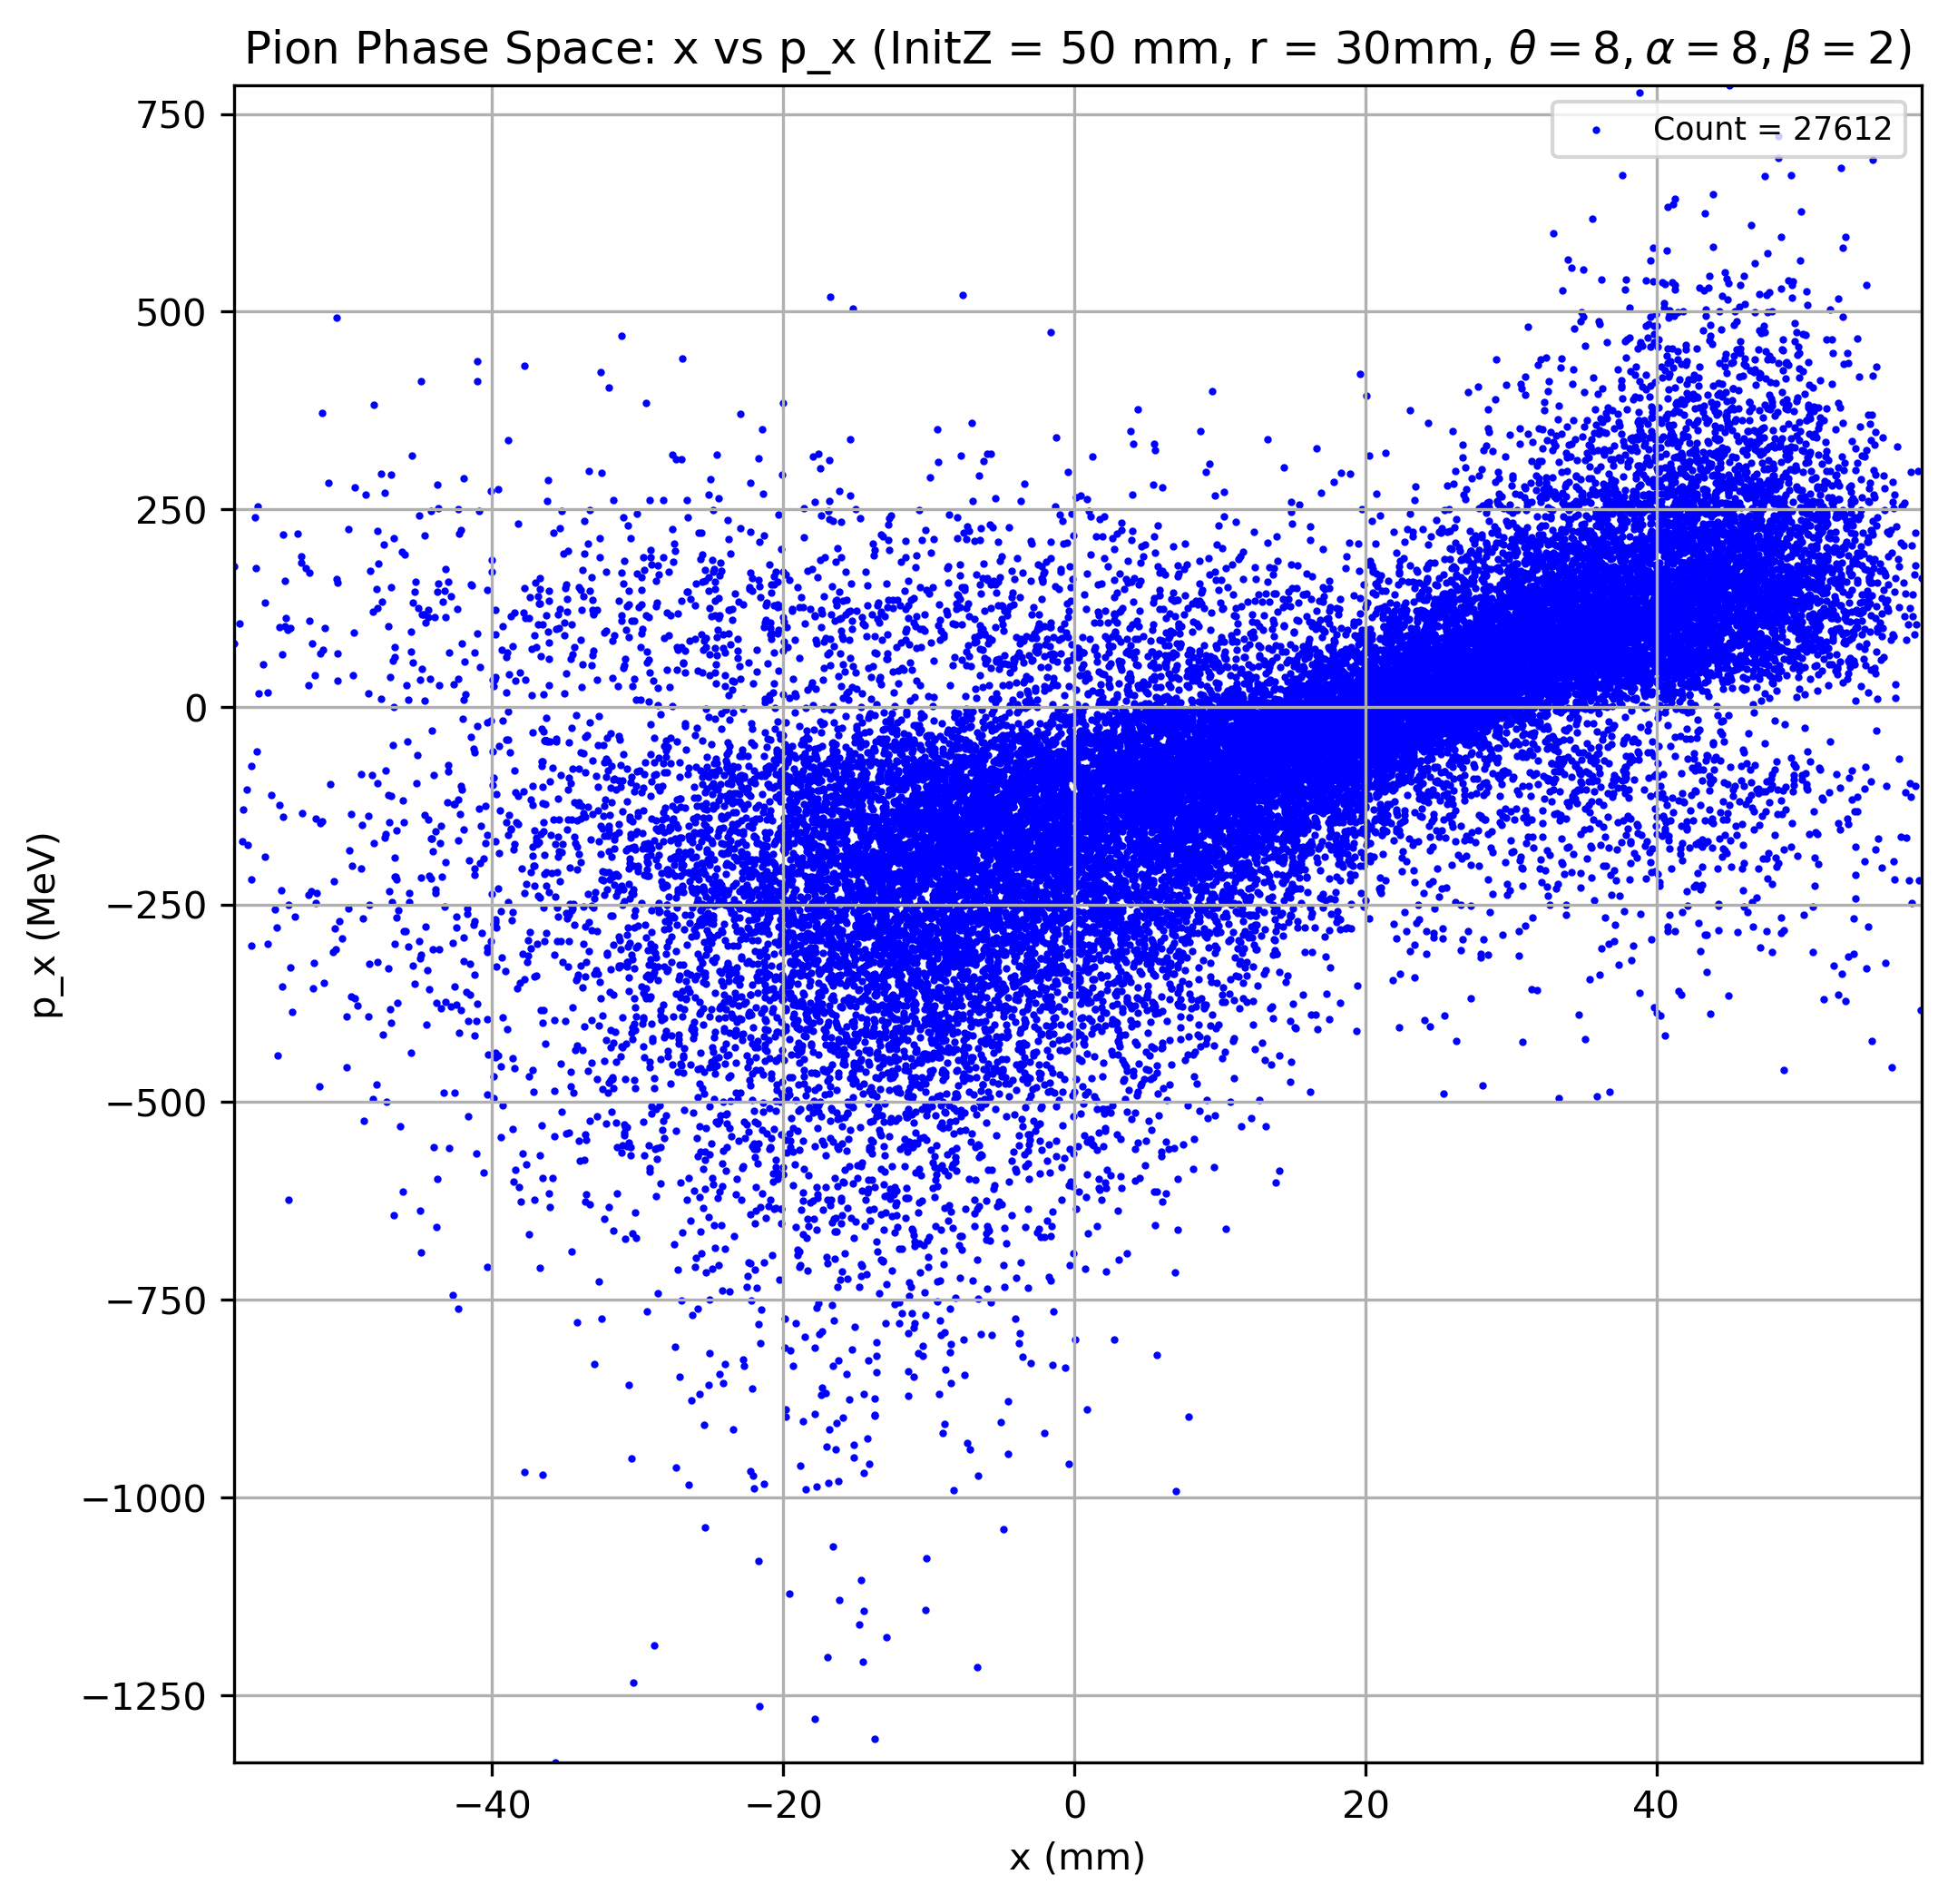 Pion Phase Space: x vs p_x (InitZ = 50 mm, r = 30mm, θ = 8, α = 8, β = 2)
Count = 27612
750
500
250
0
−250
−500
−750
−1000
−1250
p_x (MeV)
−40 −20 0 20 40
x (mm)